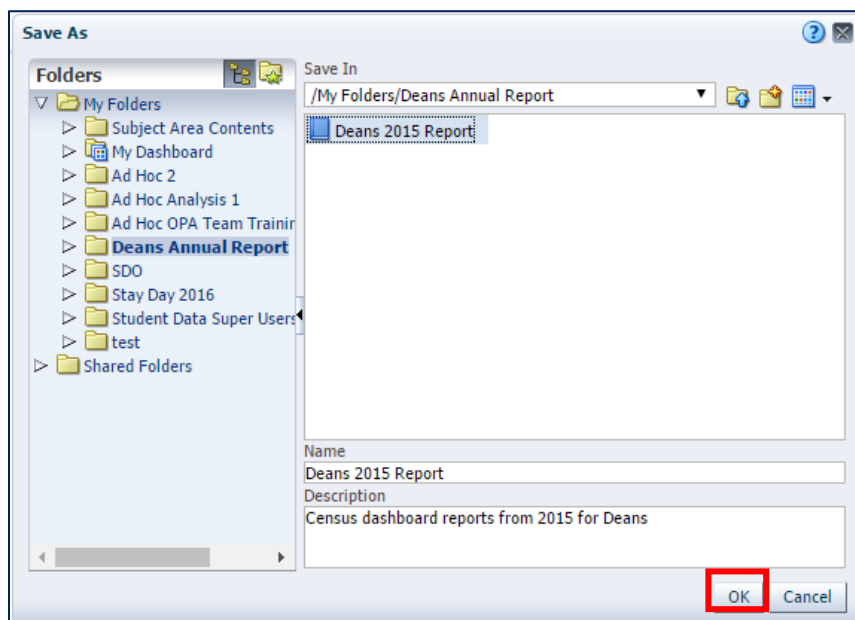 Save As
Folders
My Folders
Subject Area Contents
My Dashboard
Ad Hoc 2
Ad Hoc Analysis 1
Ad Hoc OPA Team Trainin
Deans Annual Report
SDO
Stay Day 2016
Student Data Super Users
test
Shared Folders
Save In
/My Folders/Deans Annual Report
Deans 2015 Report
Name
Deans 2015 Report
Description
Census dashboard reports from 2015 for Deans
OK Cancel